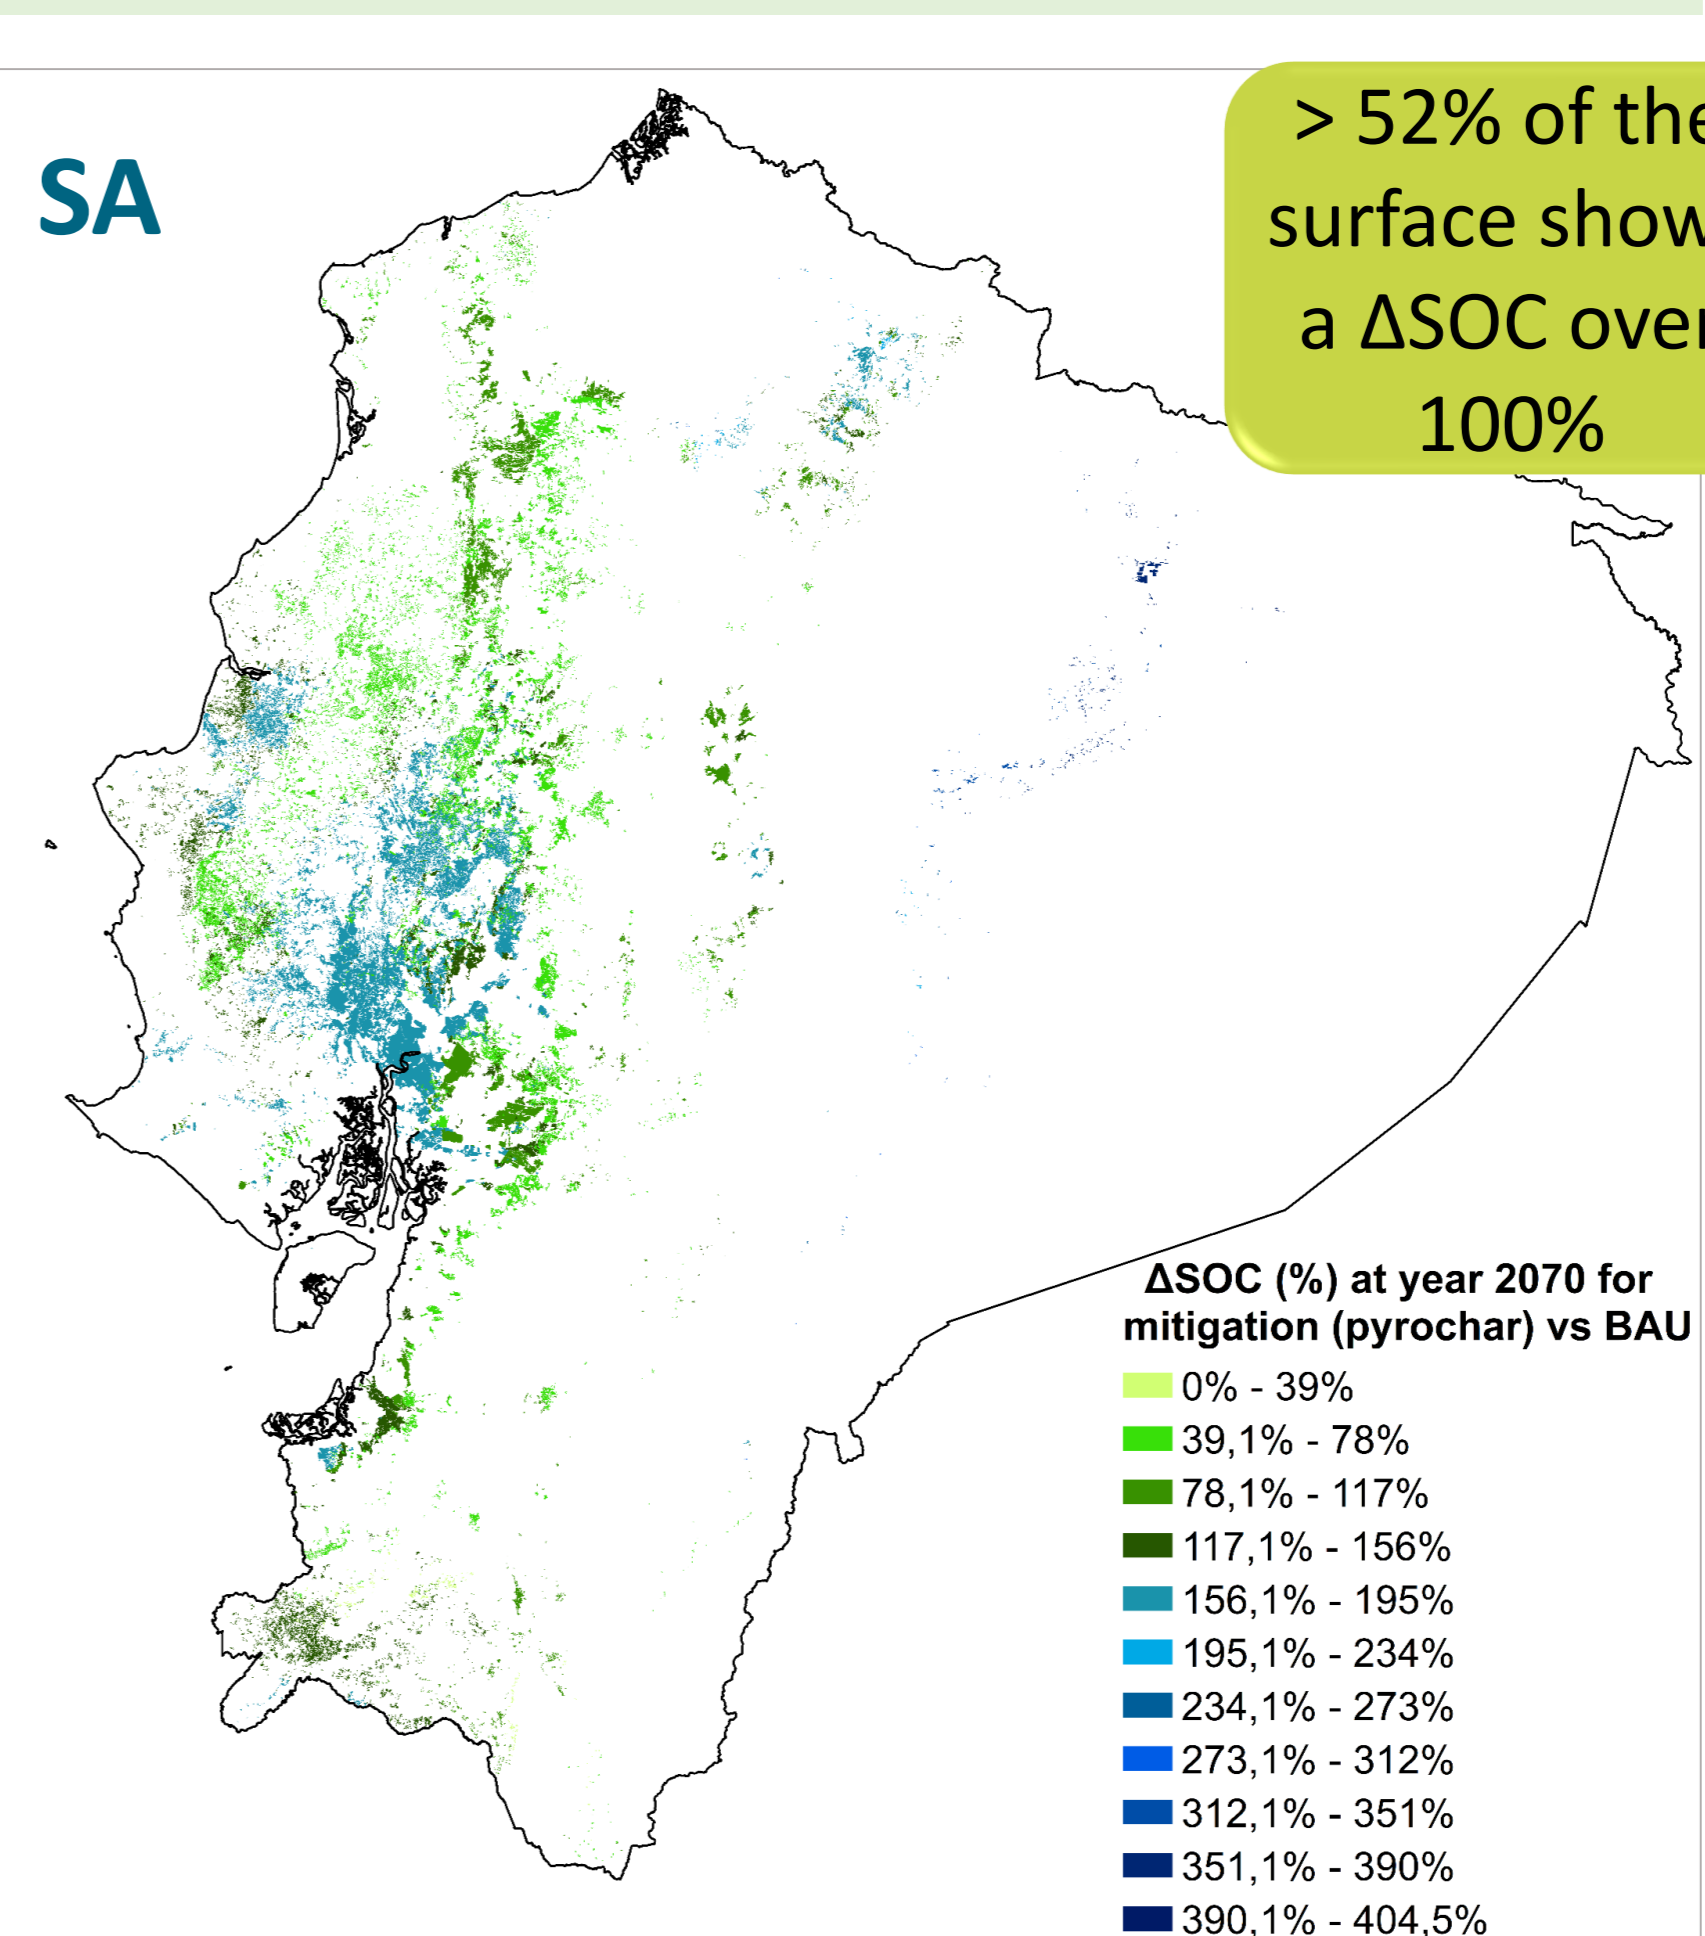 SA
> 52% of the
surface show
a ΔSOC over
100%
ΔSOC (%) at year 2070 for
mitigation (pyrochar) vs BAU
0% - 39%
39,1% - 78%
78,1% - 117%
117,1% - 156%
156,1% - 195%
195,1% - 234%
234,1% - 273%
273,1% - 312%
312,1% - 351%
351,1% - 390%
390,1% - 404,5%